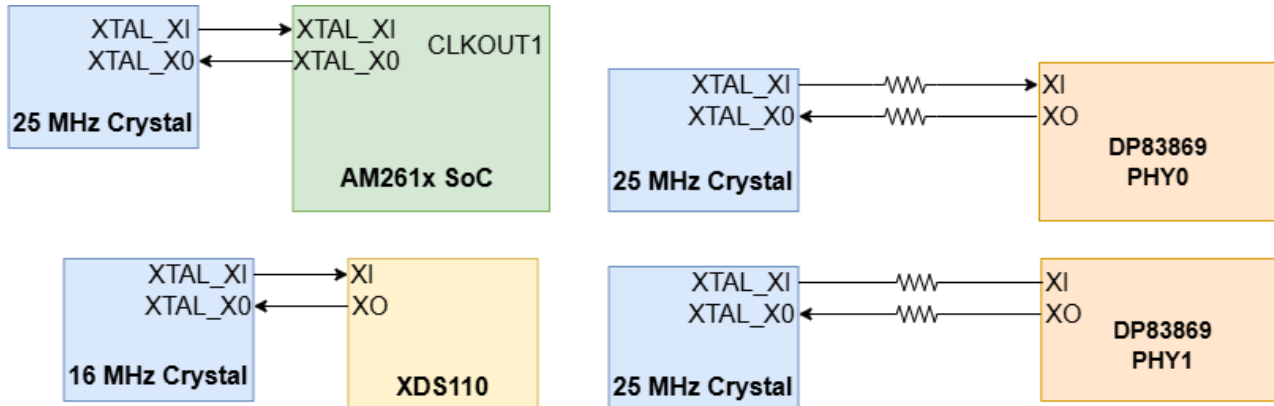 XTAL_XI
XTAL_X0
25 MHz Crystal
XTAL_XI
XTAL_X0
CLKOUT1
AM261x SoC
XTAL_XI
XTAL_X0
25 MHz Crystal
XI
XO
DP83869
PHY0
XTAL_XI
XTAL_X0
16 MHz Crystal
XI
XO
XDS110
XTAL_XI
XTAL_X0
25 MHz Crystal
XI
XO
DP83869
PHY1